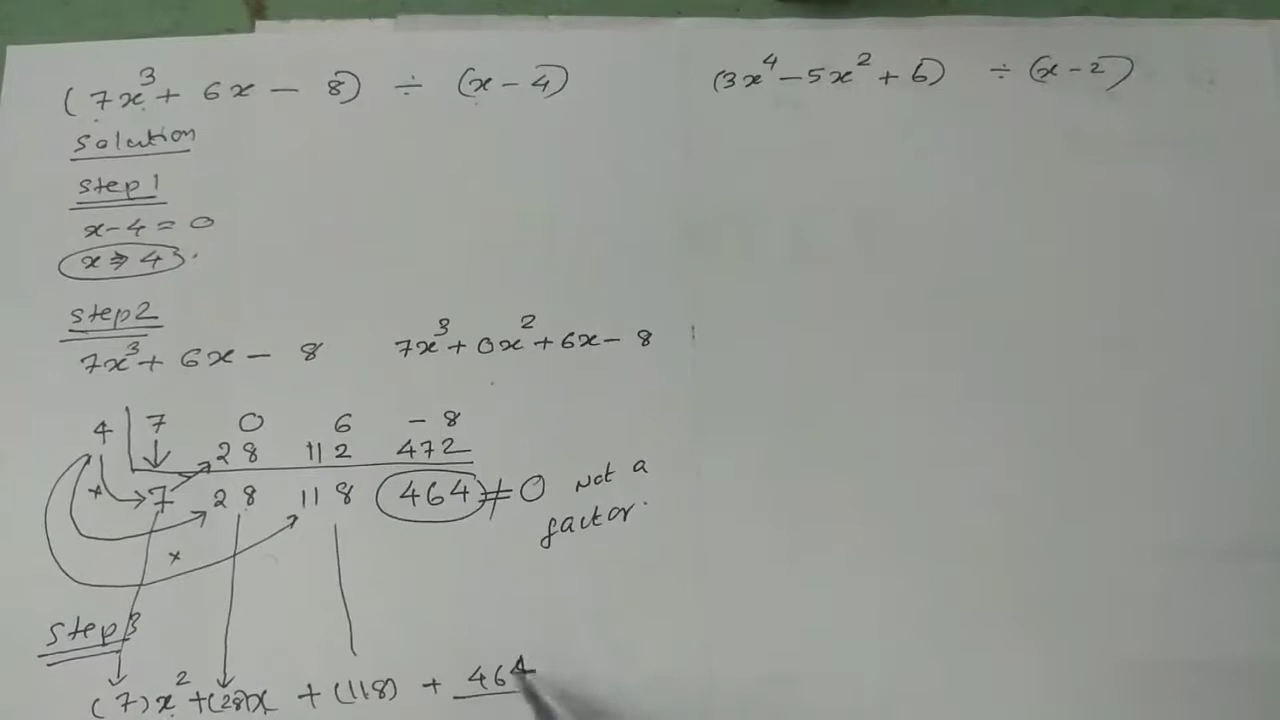 (7x³ + 6x - 8) ÷ (x - 4)
Solution
Step 1
x - 4 = 0
x ⇒ 4
Step 2
7x³ + 6x - 8
7x³ + 0x² + 6x - 8
4 | 7 0 6 - 8
28 112 472
× 7 28 118 464 ≠ 0 Not a
factor.
×
Step 3
(7)x² + (28)x + (118) + 464
(3x⁴ - 5x² + 6) ÷ (x - 2)